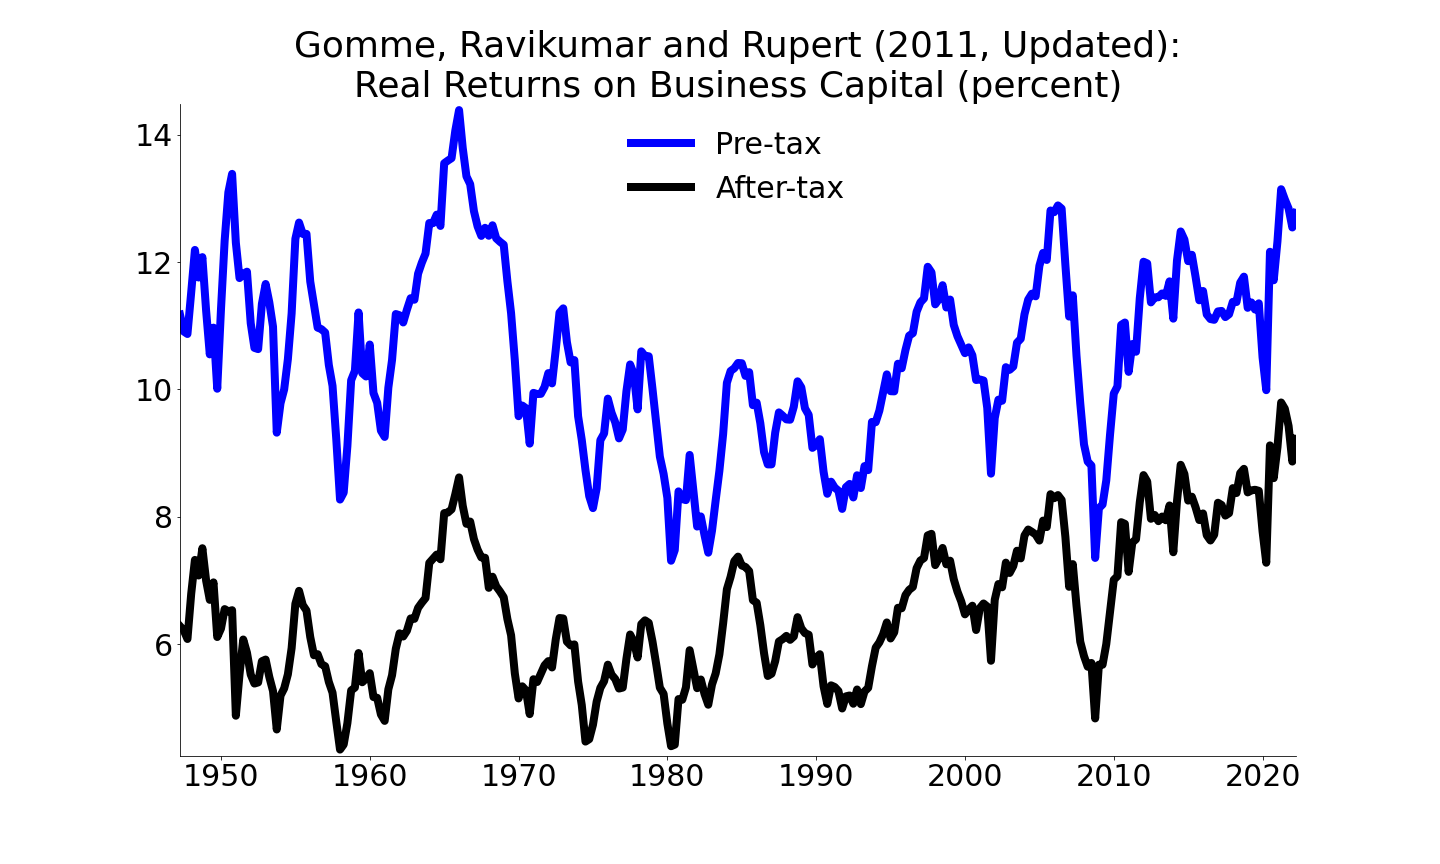 Gomme, Ravikumar and Rupert (2011, Updated):
Real Returns on Business Capital (percent)
Pre-tax
After-tax
14
12
10
8
6
1950 1960 1970 1980 1990 2000 2010 2020